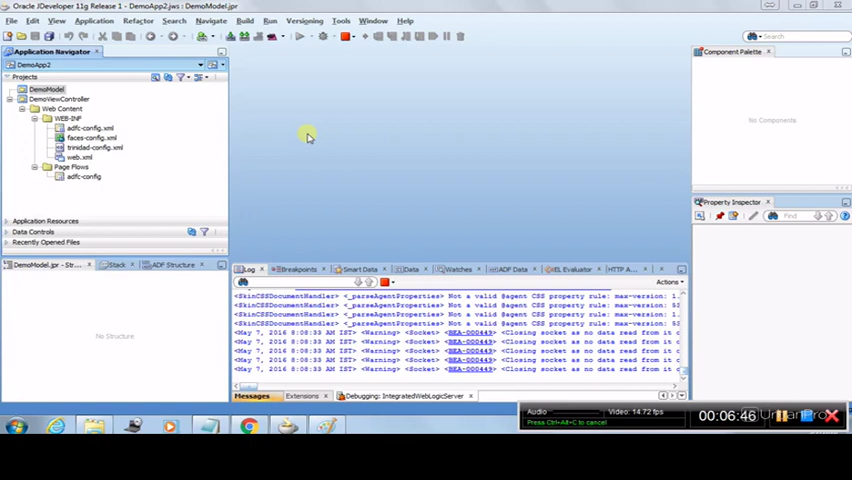 Oracle JDeveloper 11g Release 1 - DemoApp2.jws : DemoModel.jpr
File Edit View Application Refactor Search Navigate Build Run Versioning Tools Window Help
Search
Application Navigator
Component Palette
DemoApp2
Projects
No Components
DemoModel
DemoViewController
Web Content
WEB-INF
adfc-config.xml
faces-config.xml
trinidad-config.xml
web.xml
Page Flows
adfc-config
Property Inspector
Find
Application Resources
Data Controls
Recently Opened Files
DemoModel.jpr - Str... Stack ADF Structure
No Structure
Log Breakpoints Smart Data Data Watches ADF Data EL Evaluator HTTP A...
Actions
<SkinCSSDocumentHandler> <_parseAgentProperties> Not a valid @agent CSS property rule: max-version: 1.
<SkinCSSDocumentHandler> <_parseAgentProperties> Not a valid @agent CSS property rule: max-version: 53
<SkinCSSDocumentHandler> <_parseAgentProperties> Not a valid @agent CSS property rule: max-version: 1.
<SkinCSSDocumentHandler> <_parseAgentProperties> Not a valid @agent CSS property rule: max-version: 53
<May 7, 2016 8:08:33 AM IST> <Warning> <Socket> <BEA-000449> <Closing socket as no data read from it o
<May 7, 2016 8:08:33 AM IST> <Warning> <Socket> <BEA-000449> <Closing socket as no data read from it o
<May 7, 2016 8:08:33 AM IST> <Warning> <Socket> <BEA-000449> <Closing socket as no data read from it o
<May 7, 2016 8:08:33 AM IST> <Warning> <Socket> <BEA-000449> <Closing socket as no data read from it o
<May 7, 2016 8:08:33 AM IST> <Warning> <Socket> <BEA-000449> <Closing socket as no data read from it o
Messages Extensions Debugging: IntegratedWebLogicServer
Audio Video: 14.72 fps
Press Ctrl+Alt+C to cancel
00:06:46